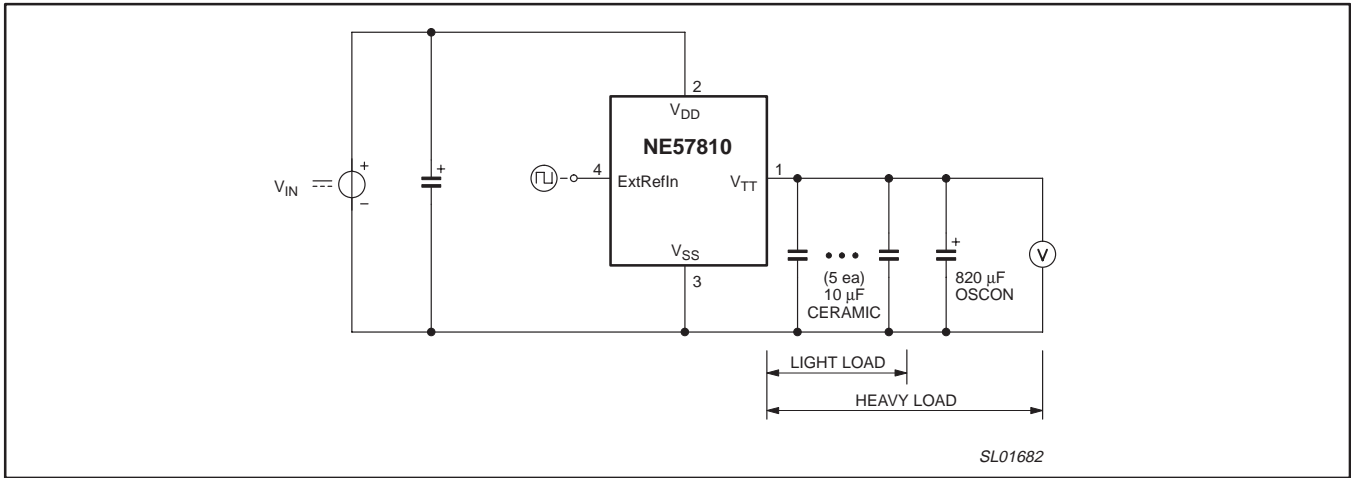 2
V_DD
NE57810
V_IN
+
−
+
4
ExtRefIn
V_TT
1
V_SS
3
(5 ea)
10 µF
CERAMIC
+
820 µF
OSCON
V
LIGHT LOAD
HEAVY LOAD
SL01682